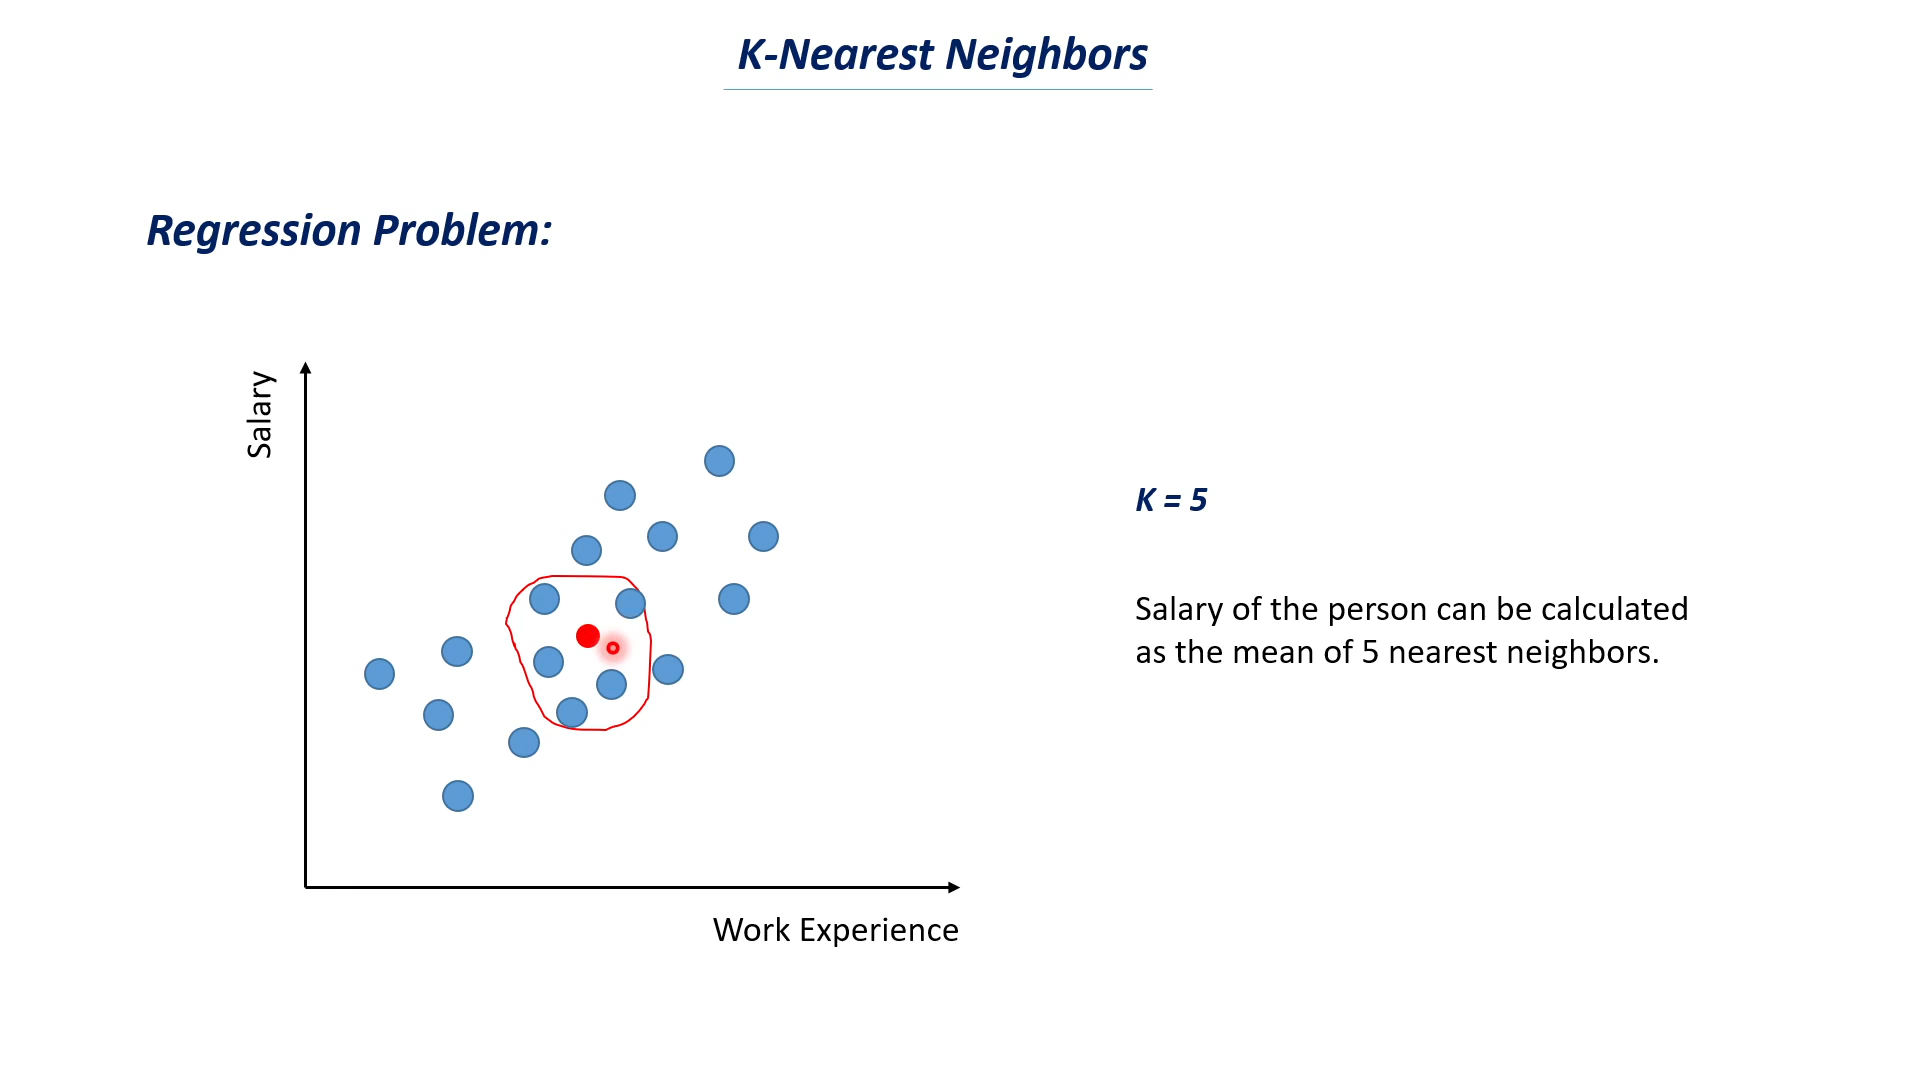 K-Nearest Neighbors
Regression Problem:
Salary
K = 5
Salary of the person can be calculated
as the mean of 5 nearest neighbors.
Work Experience